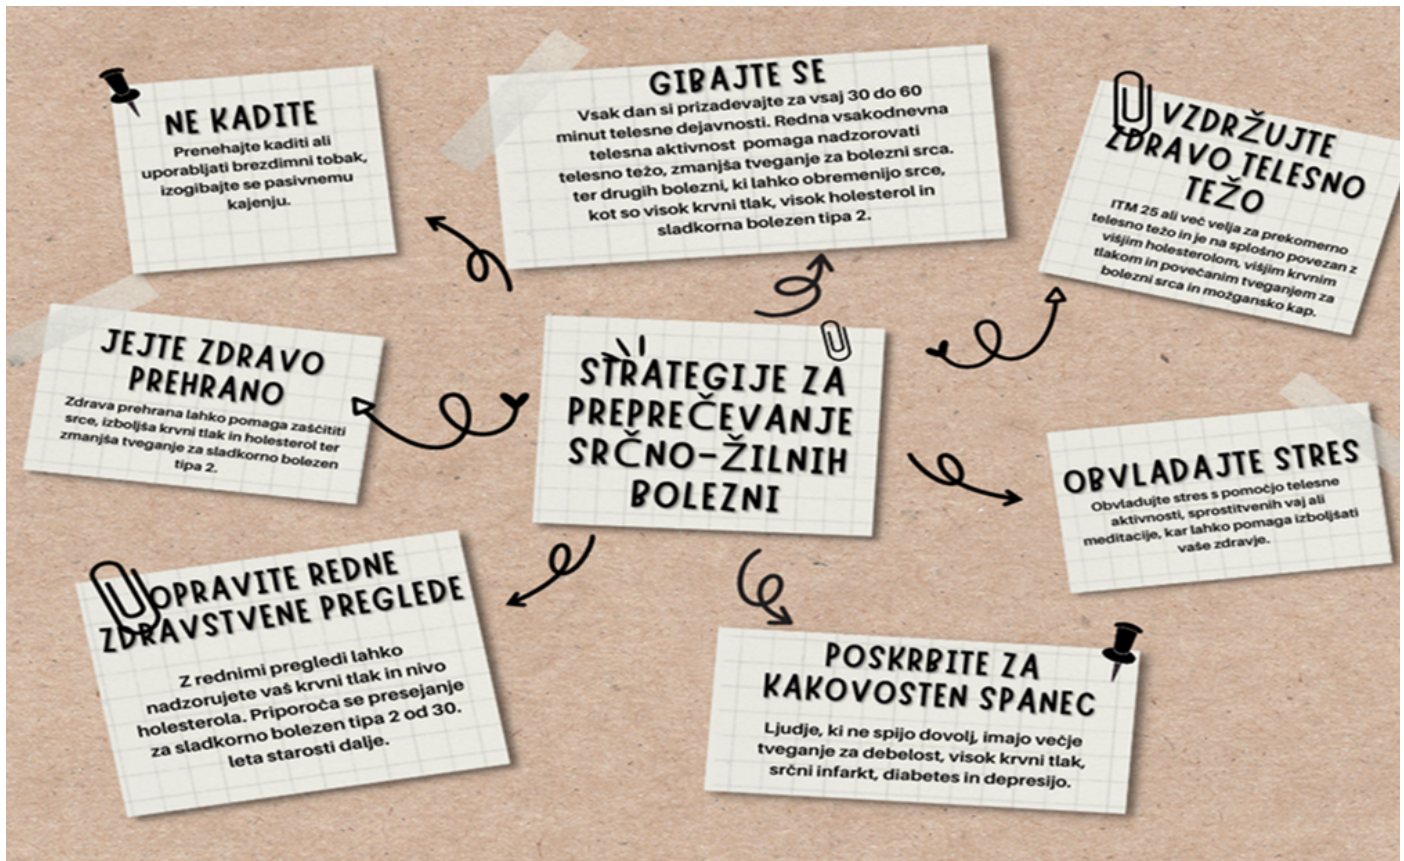 NE KADITE
Prenehajte kaditi ali
uporabljati brezdimni tobak,
izogibajte se pasivnemu
kajenju.
GIBAJTE SE
Vsak dan si prizadevajte za vsaj 30 do 60
minut telesne dejavnosti. Redna vsakodnevna
telesna aktivnost pomaga nadzorovati
telesno težo, zmanjša tveganje za bolezni srca.
ter drugih bolezni, ki lahko obremenijo srce,
kot so visok krvni tlak, visok holesterol in
sladkorna bolezen tipa 2.
VZDRŽUJTE
ZDRAVO TELESNO
TEŽO
ITM 25 ali več velja za prekomerno
telesno težo in je na splošno povezan z
višjim holesterolom, višjim krvnim
tlakom in povečanim tveganjem za
bolezni srca in možgansko kap.
JEJTE ZDRAVO
PREHRANO
Zdrava prehrana lahko pomaga zaščititi
srce, izboljša krvni tlak in holesterol ter
zmanjša tveganje za sladkorno bolezen
tipa 2.
STRATEGIJE ZA
PREPREČEVANJE
SRČNO-ŽILNIH
BOLEZNI
OBVLADAJTE STRES
Obvladujte stres s pomočjo telesne
aktivnosti, sprostitvenih vaj ali
meditacije, kar lahko pomaga izboljšati
vaše zdravje.
OPRAVITE REDNE
ZDRAVSTVENE PREGLEDE
Z rednimi pregledi lahko
nadzorujete vaš krvni tlak in nivo
holesterola. Priporoča se presejanje
za sladkorno bolezen tipa 2 od 30.
leta starosti dalje.
POSKRBITE ZA
KAKOVOSTEN SPANEC
Ljudje, ki ne spijo dovolj, imajo večje
tveganje za debelost, visok krvni tlak,
srčni infarkt, diabetes in depresijo.